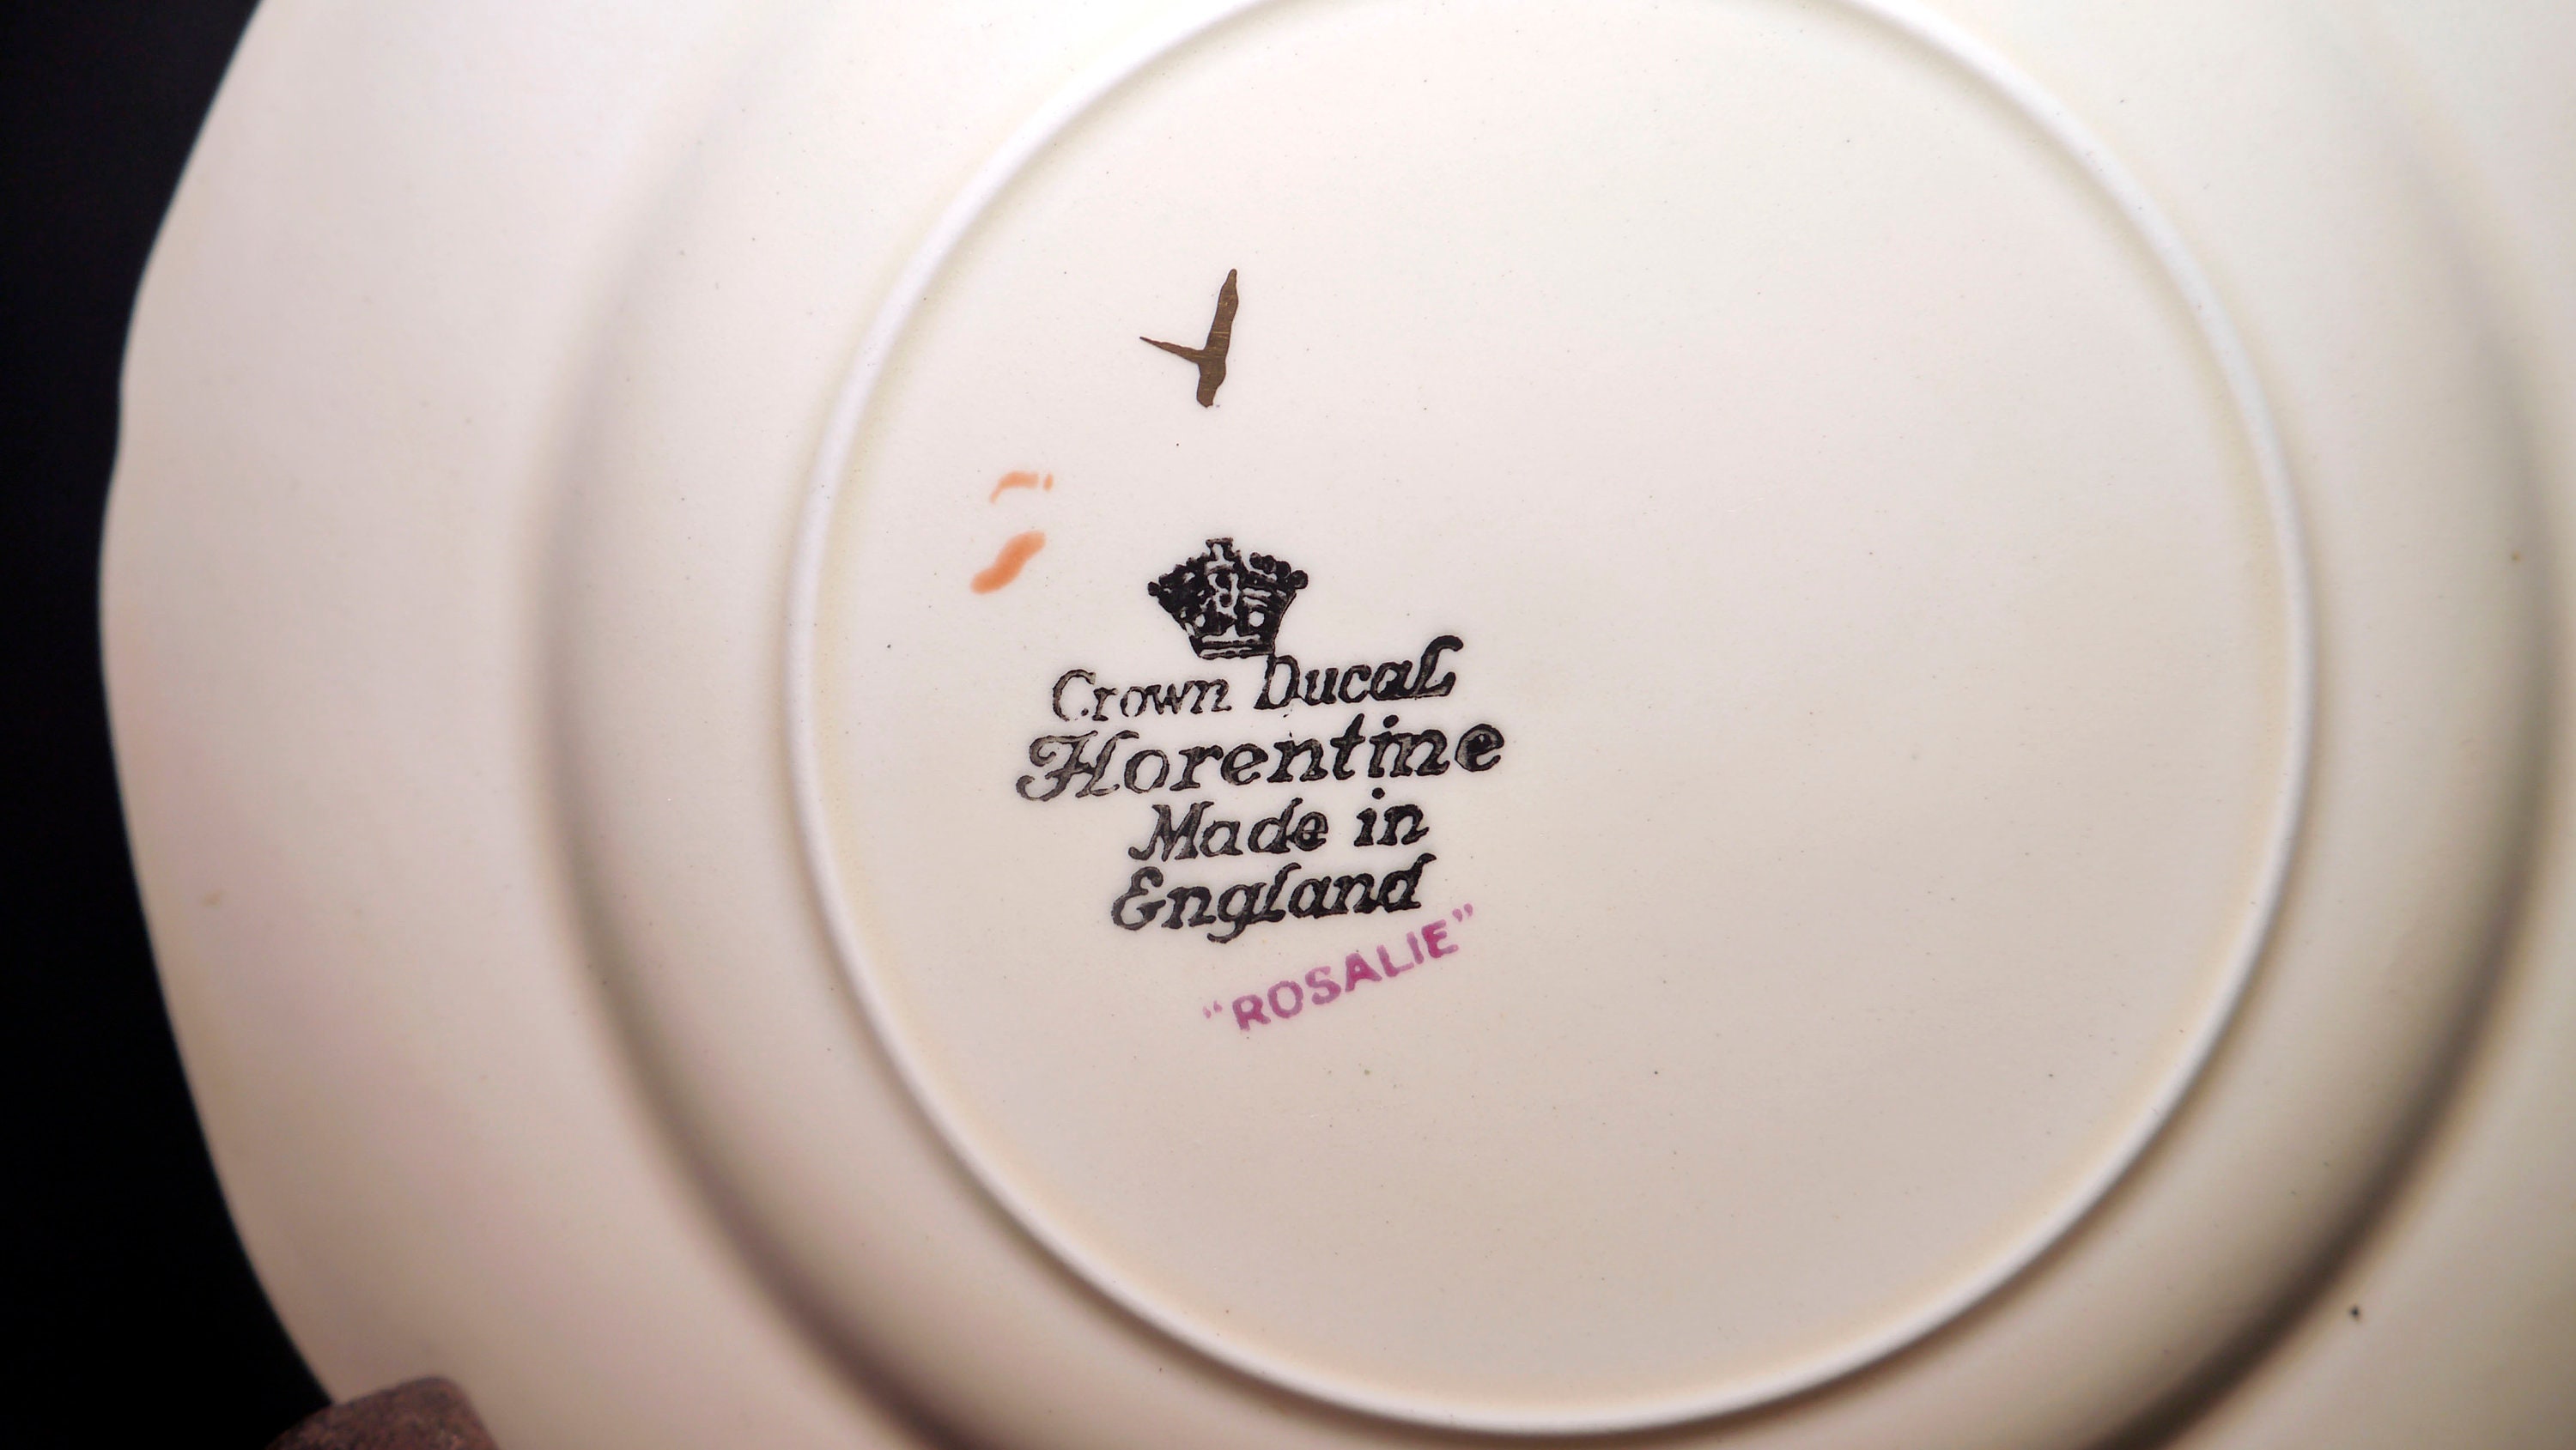 Crown Ducal
Florentine
Made in
England
"ROSALIE"